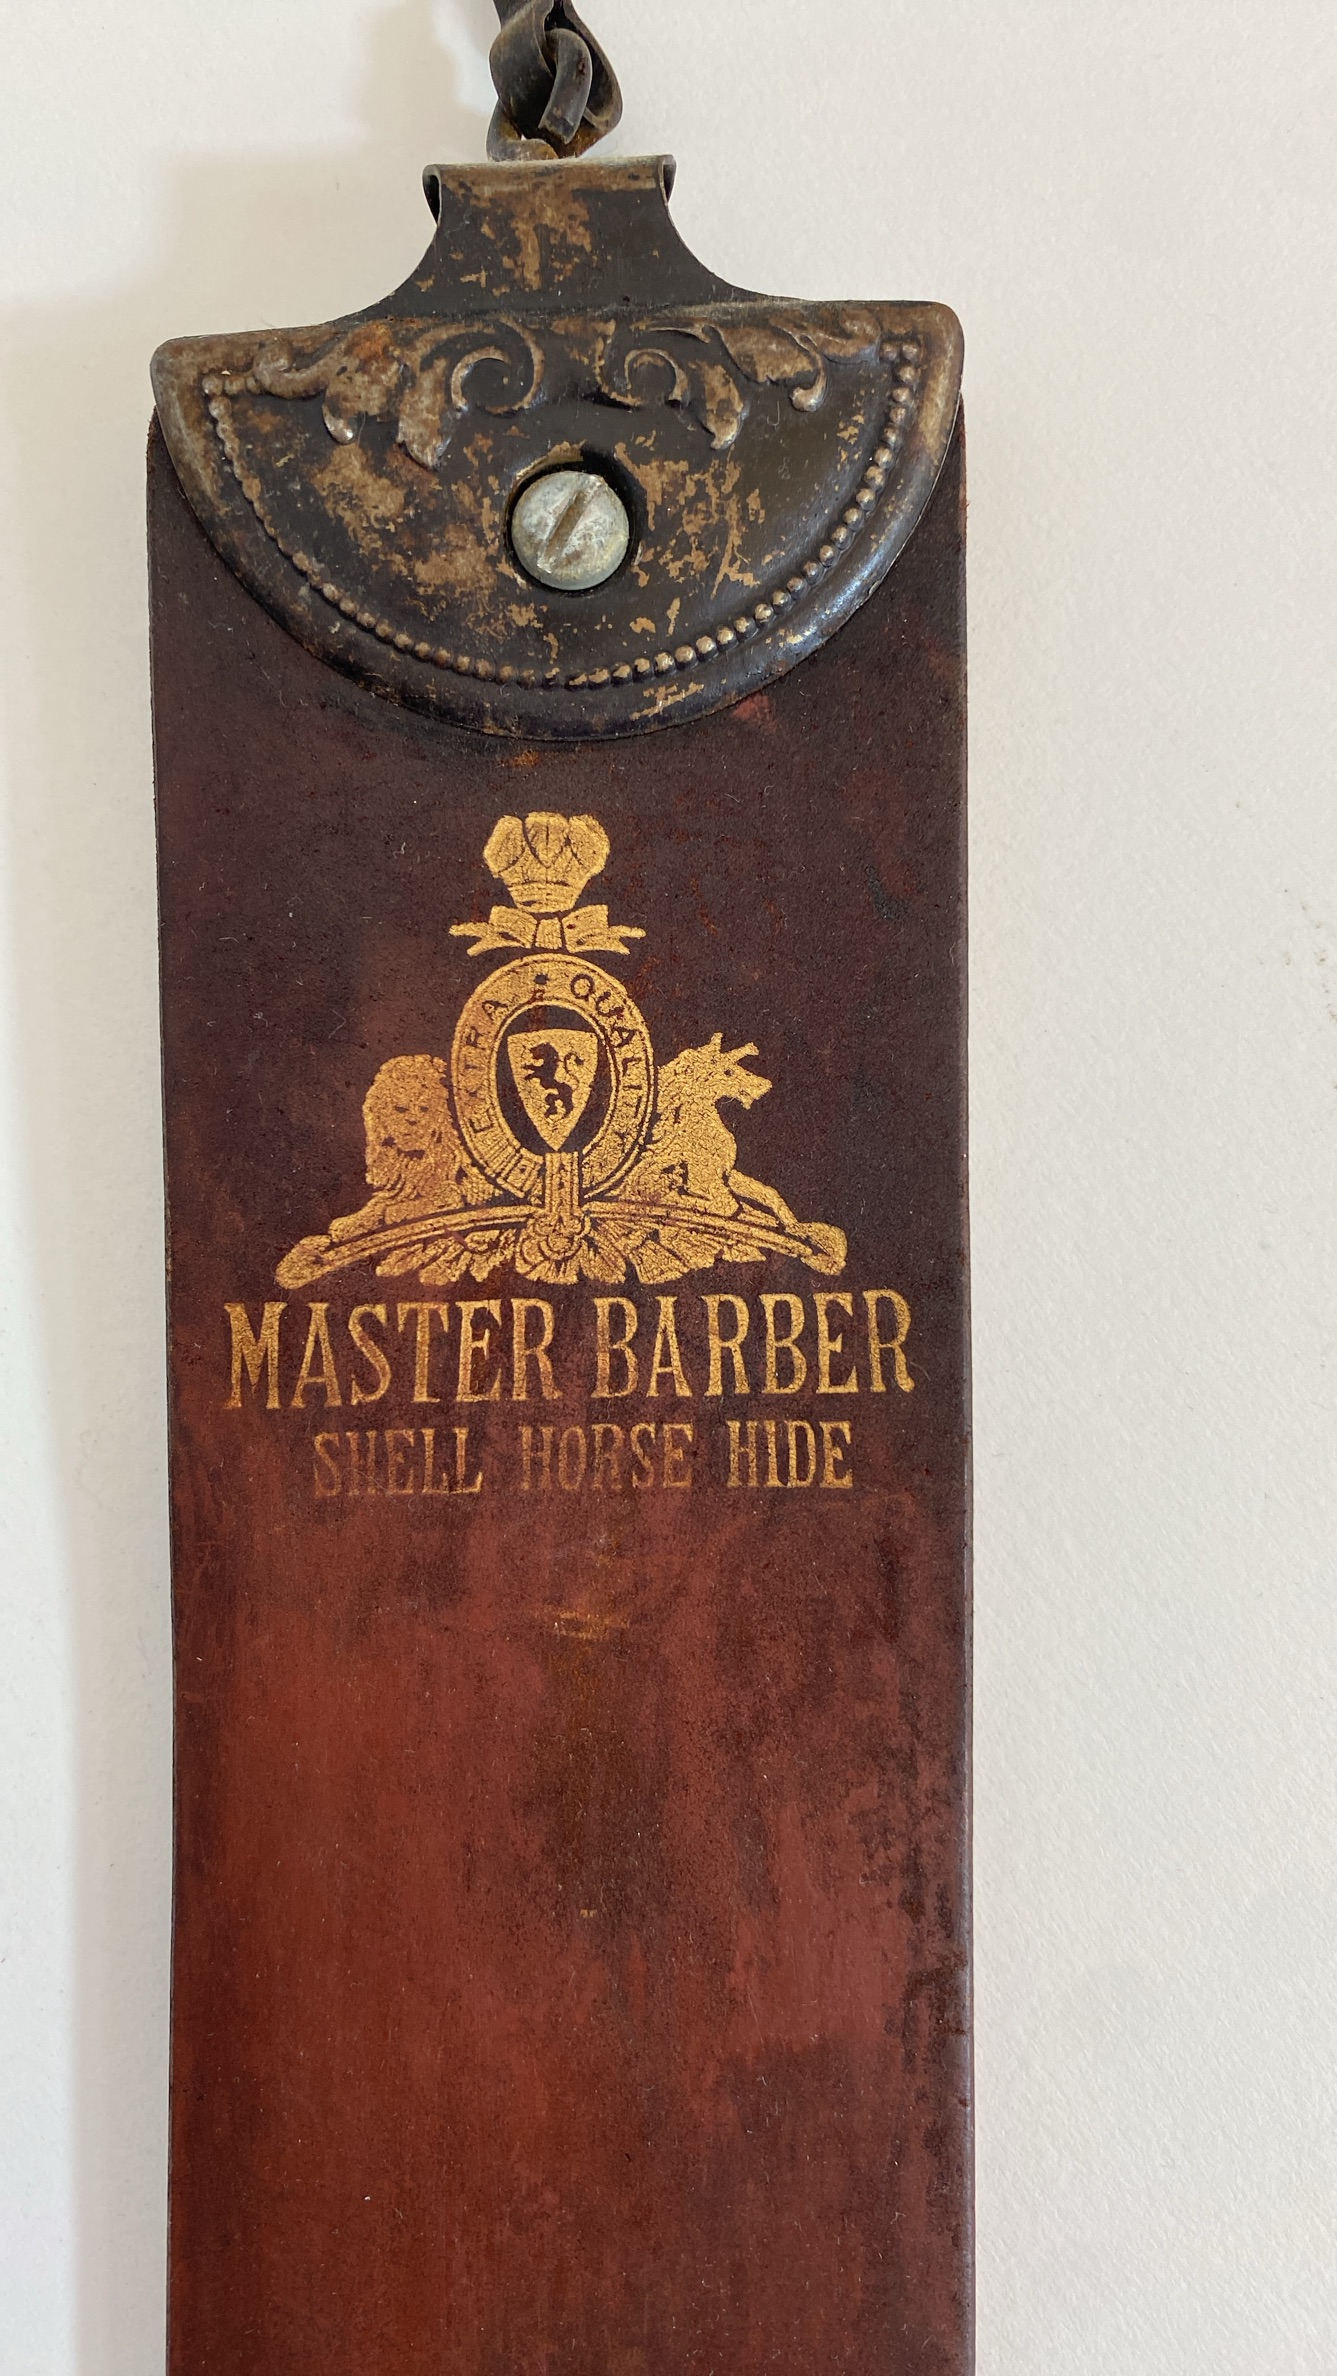 EXTRA QUALITY
MASTER BARBER
SHELL HORSE HIDE